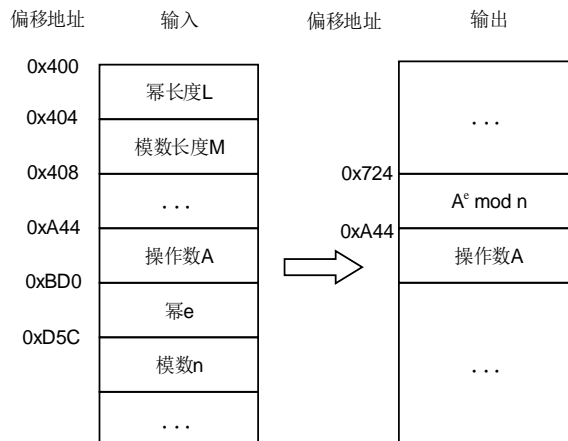 偏移地址 输入 偏移地址 输出
0x400
幂长度L
0x404
模数长度M
0x408
...
0xA44
操作数A
0xBD0
幂e
0xD5C
模数n
...
...
0x724
Aᵉ mod n
0xA44
操作数A
...